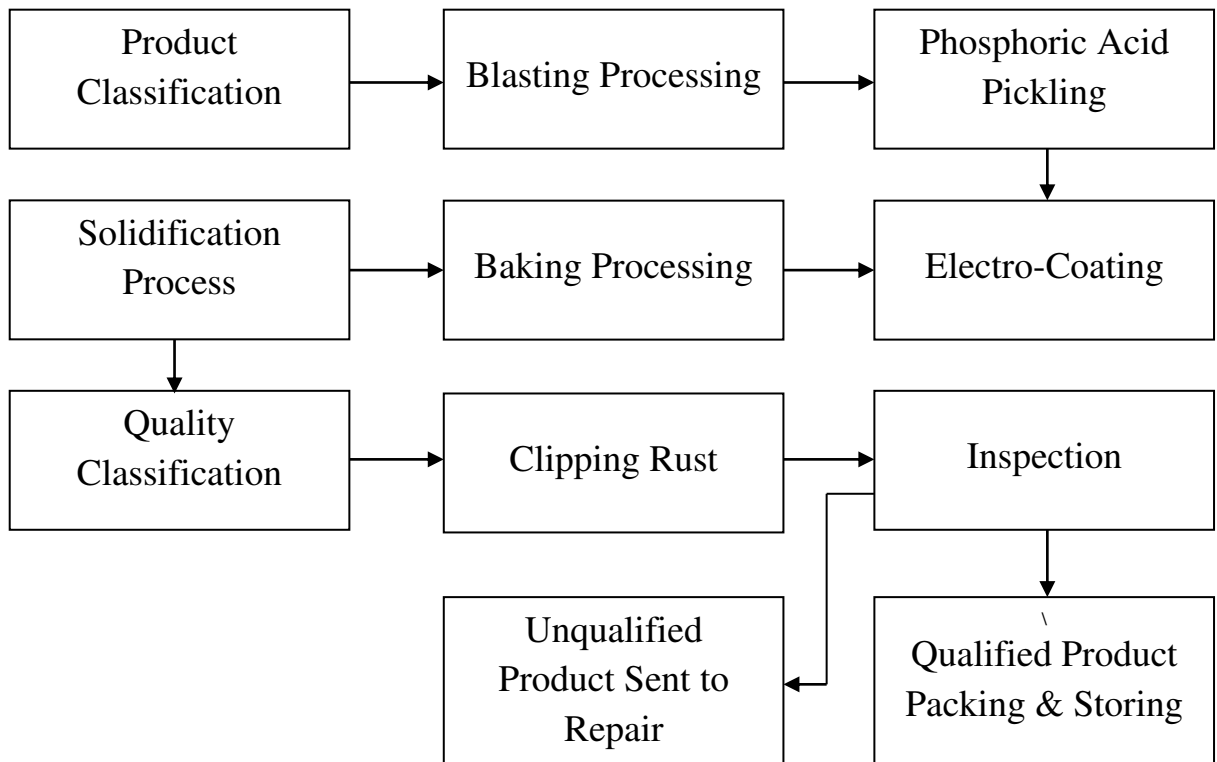 Product
Classification
Blasting Processing
Phosphoric Acid
Pickling
Solidification
Process
Baking Processing
Electro-Coating
Quality
Classification
Clipping Rust
Inspection
Unqualified
Product Sent to
Repair
\
Qualified Product
Packing & Storing